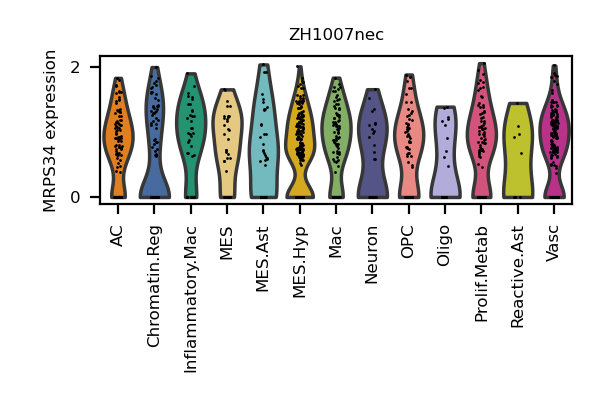 ZH1007nec
MRPS34 expression
2
0
AC
Chromatin.Reg
Inflammatory.Mac
MES
MES.Ast
MES.Hyp
Mac
Neuron
OPC
Oligo
Prolif.Metab
Reactive.Ast
Vasc